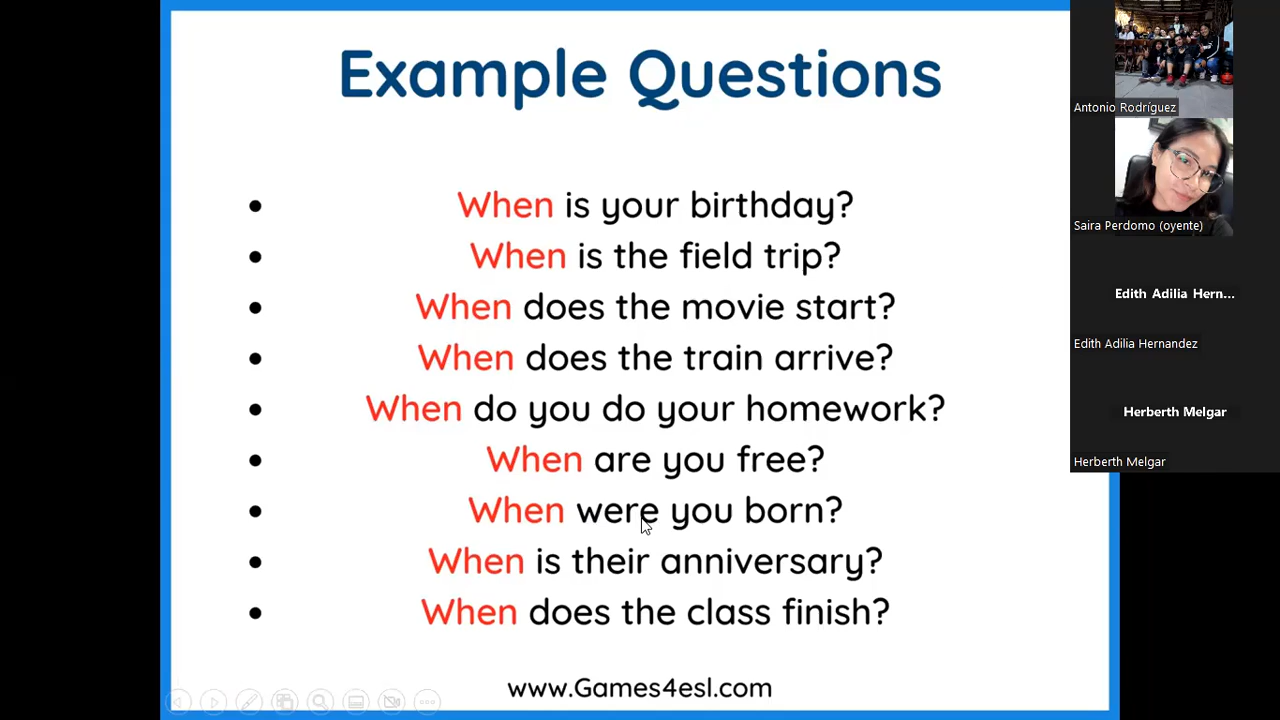 Example Questions
• When is your birthday?
• When is the field trip?
• When does the movie start?
• When does the train arrive?
• When do you do your homework?
• When are you free?
• When were you born?
• When is their anniversary?
• When does the class finish?
www.Games4esl.com
Antonio Rodríguez
Saira Perdomo (oyente)
Edith Adilia Hern...
Edith Adilia Hernandez
Herberth Melgar
Herberth Melgar